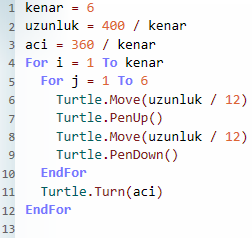 1 kenar = 6
2 uzunluk = 400 / kenar
3 aci = 360 / kenar
4 For i = 1 To kenar
5 For j = 1 To 6
6 Turtle.Move(uzunluk / 12)
7 Turtle.PenUp()
8 Turtle.Move(uzunluk / 12)
9 Turtle.PenDown()
10 EndFor
11 Turtle.Turn(aci)
12 EndFor
13